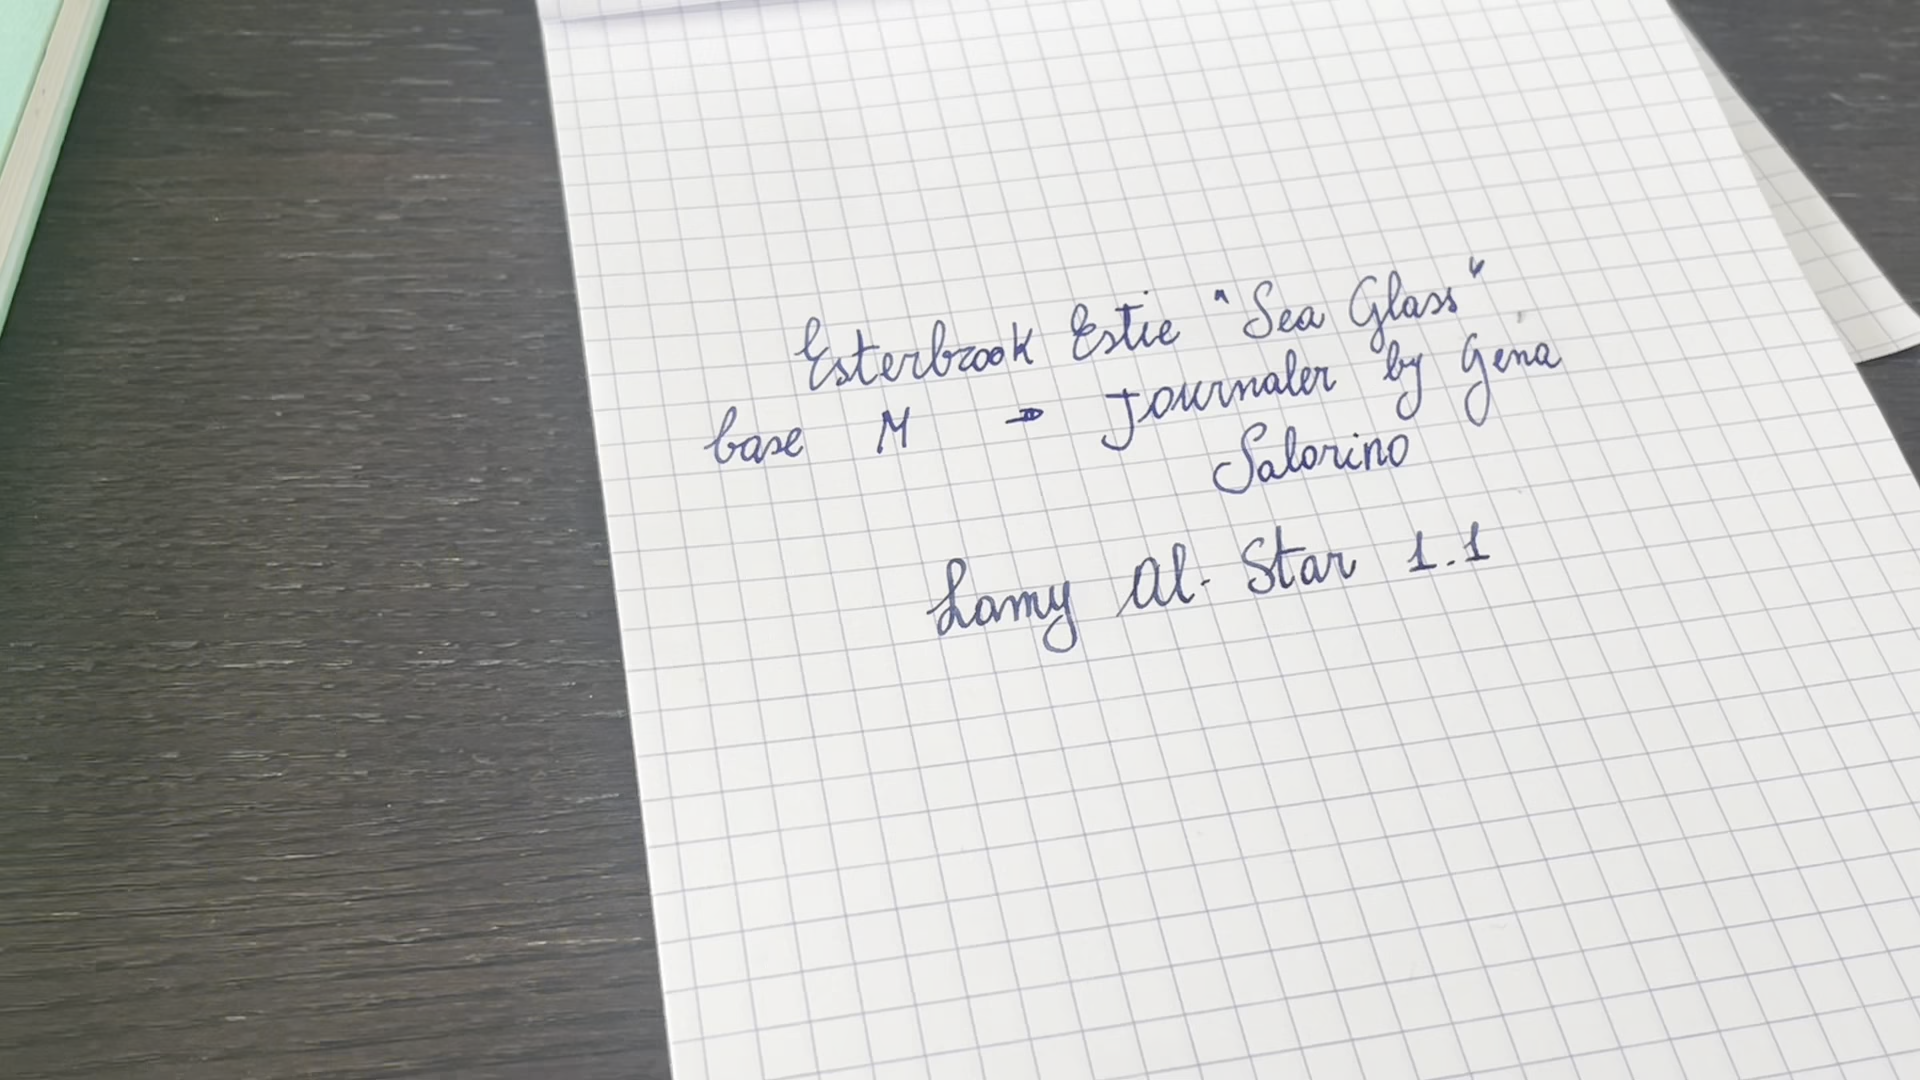 Esterbrook Estie "Sea Glass"
base M → Journaler by Gena
Salorino
Lamy Al-Star 1.1